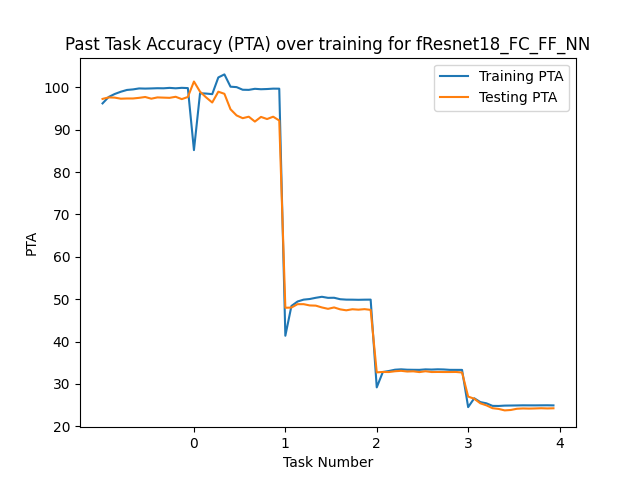 Past Task Accuracy (PTA) over training for fResnet18_FC_FF_NN
Training PTA
Testing PTA
100
90
80
70
60
50
40
30
20
PTA
0 1 2 3 4
Task Number